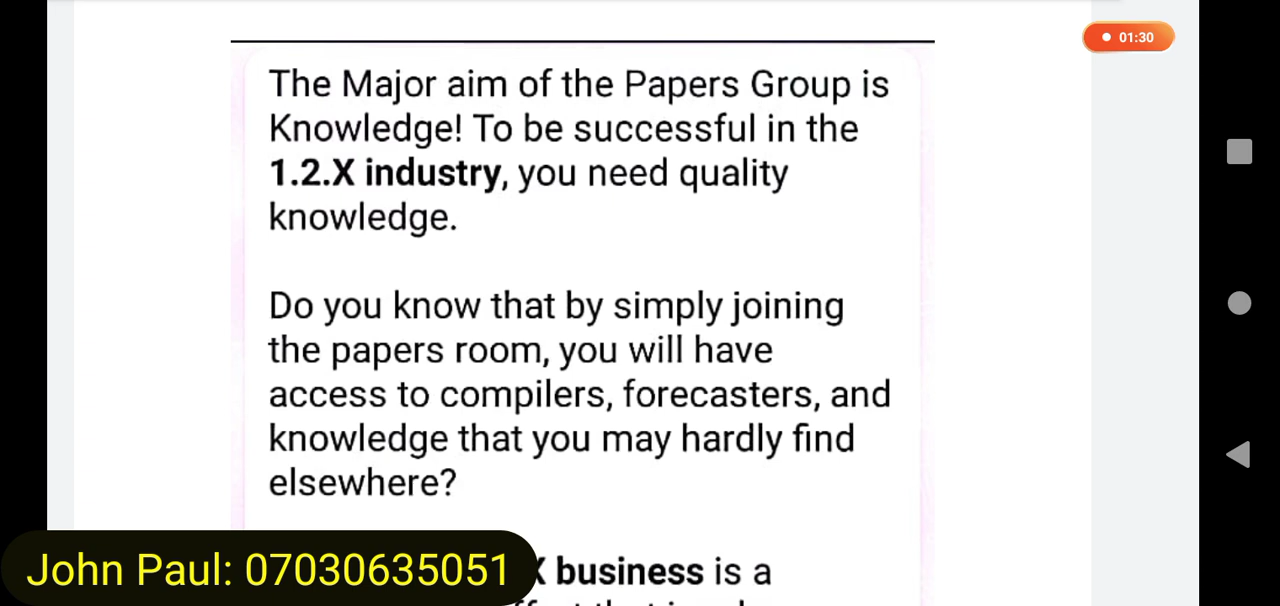 01:30
The Major aim of the Papers Group is
Knowledge! To be successful in the
1.2.X industry, you need quality
knowledge.
Do you know that by simply joining
the papers room, you will have
access to compilers, forecasters, and
knowledge that you may hardly find
elsewhere?
X business is a
John Paul: 07030635051